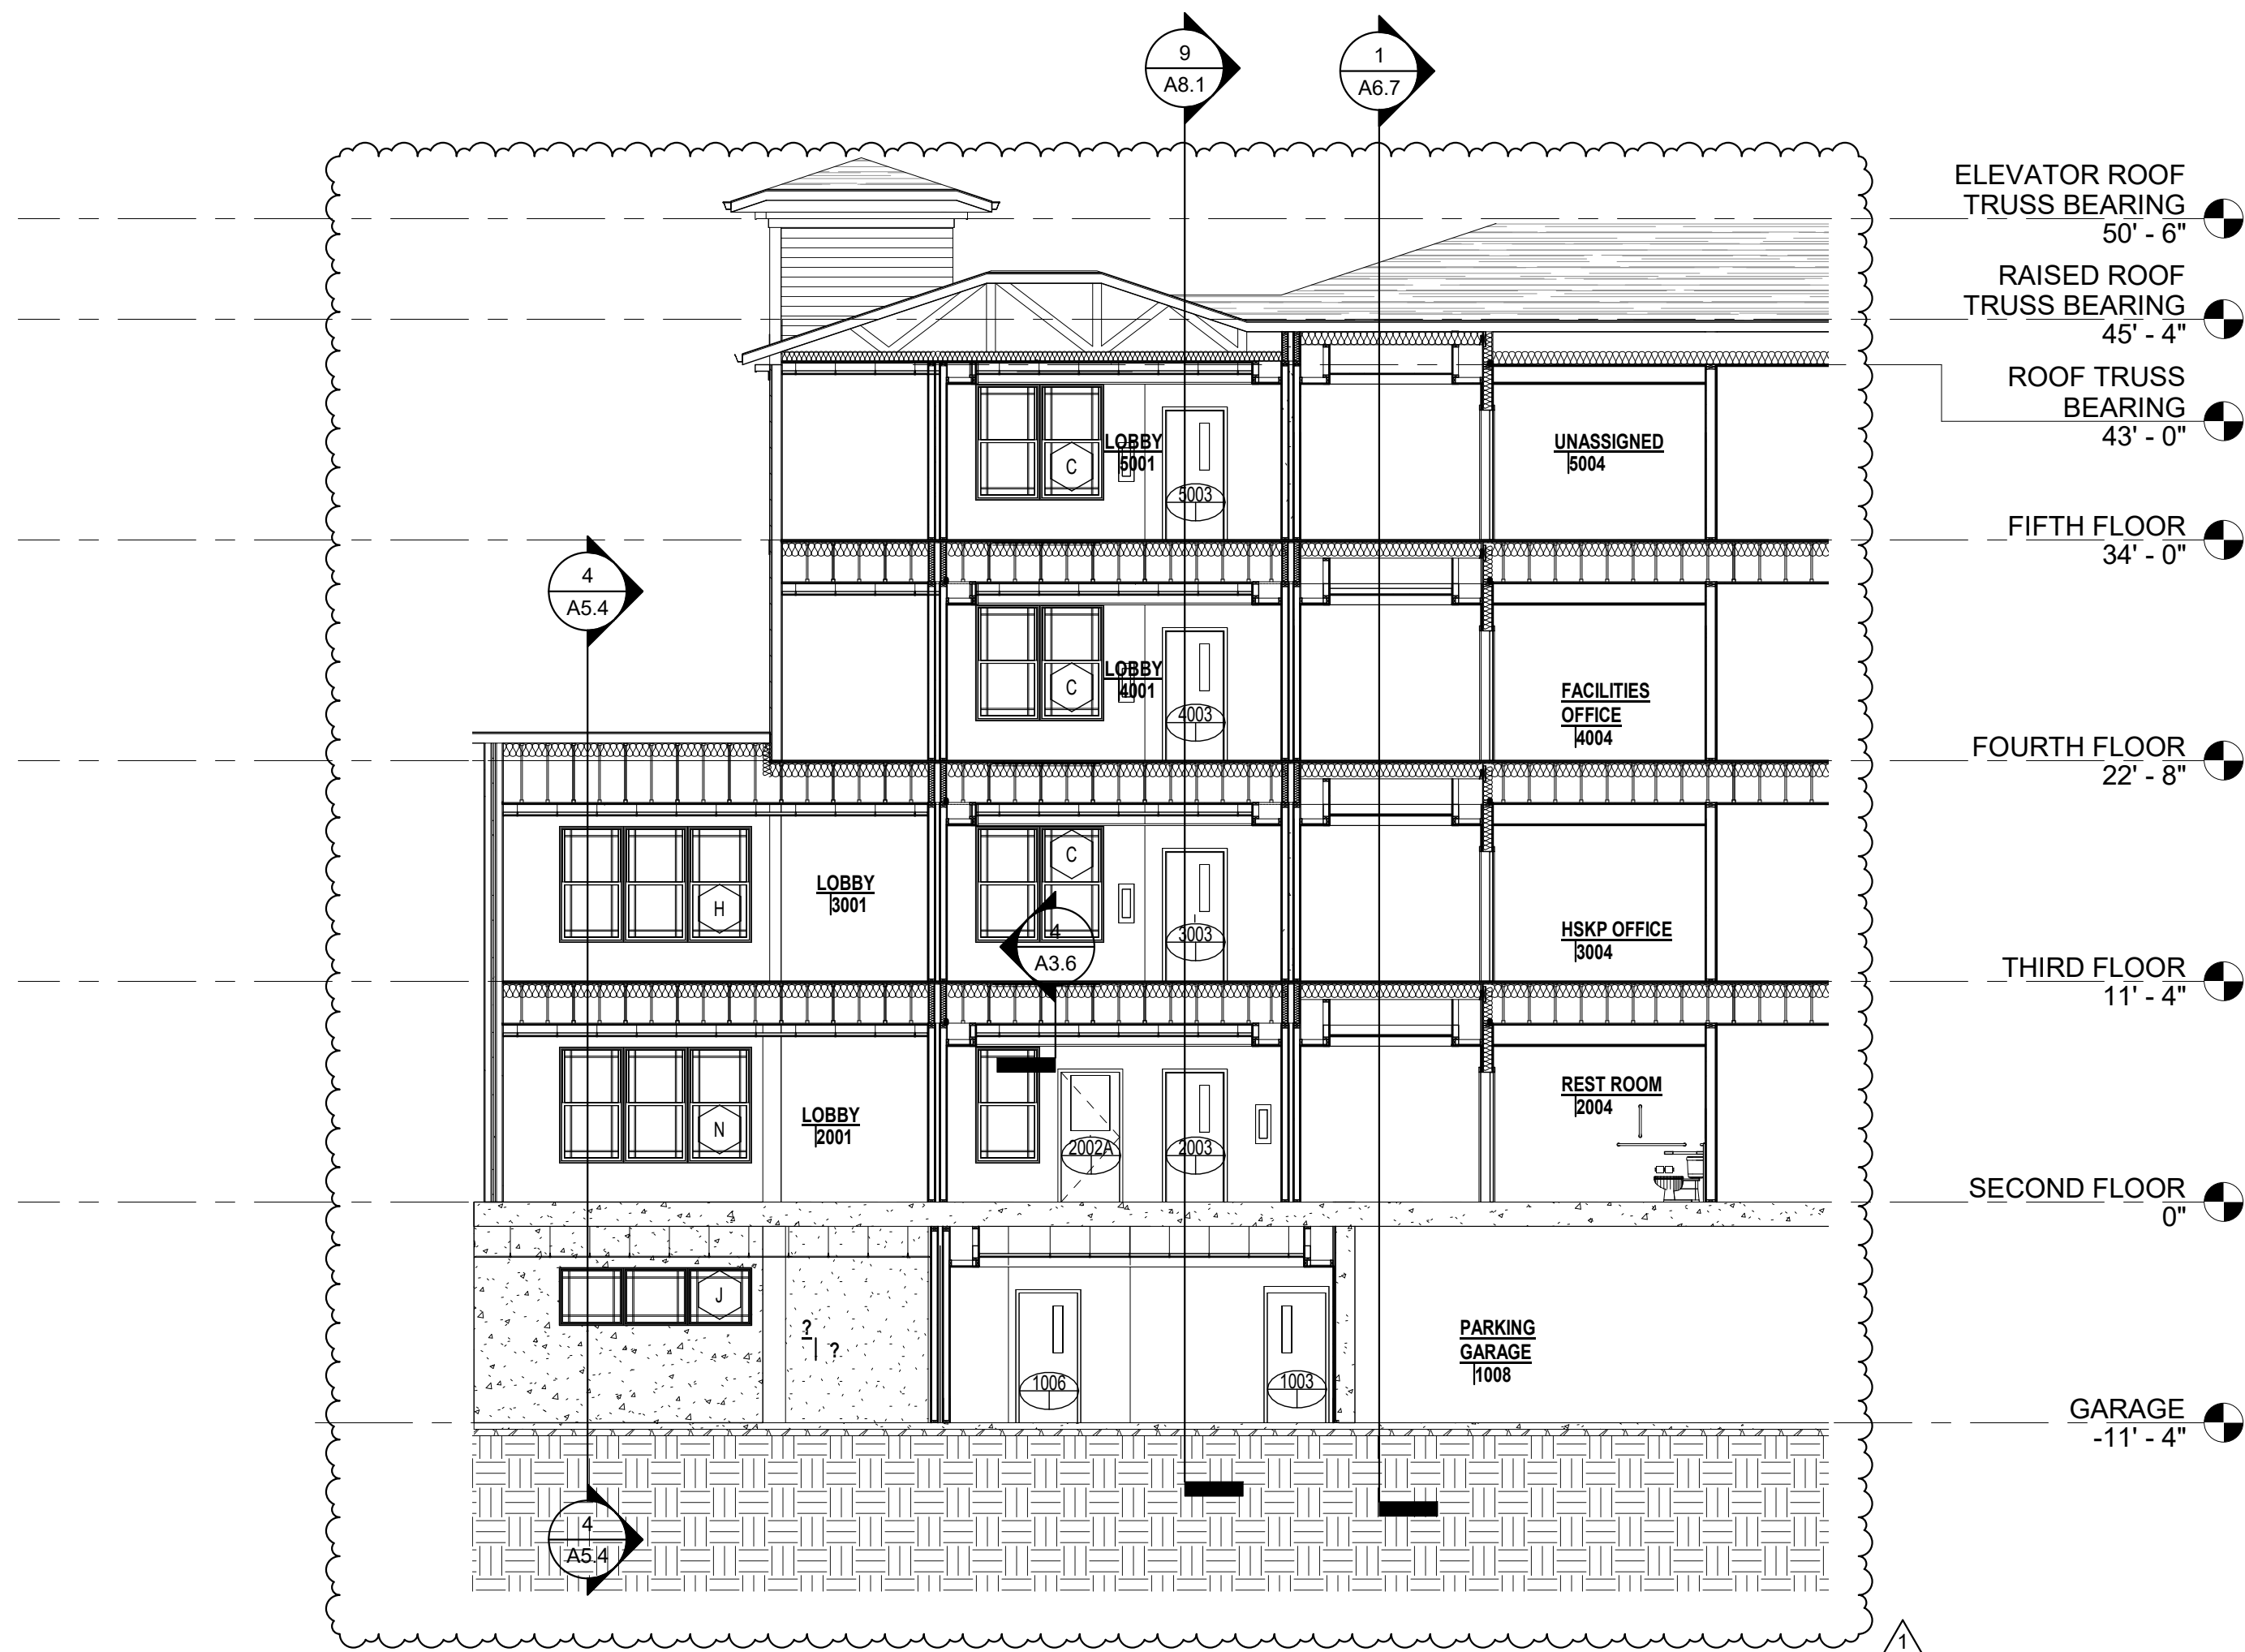 9
A8.1
1
A6.7
ELEVATOR ROOF
TRUSS BEARING
50' - 6"
RAISED ROOF
TRUSS BEARING
45' - 4"
ROOF TRUSS
BEARING
43' - 0"
LOBBY
5001
C
5003
UNASSIGNED
5004
FIFTH FLOOR
34' - 0"
4
A5.4
LOBBY
4001
C
4003
FACILITIES
OFFICE
4004
FOURTH FLOOR
22' - 8"
H
LOBBY
3001
C
3003
4
A3.6
HSKP OFFICE
3004
THIRD FLOOR
11' - 4"
N
LOBBY
2001
2002A
2003
REST ROOM
2004
SECOND FLOOR
0"
J
?
?
1006
1003
PARKING
GARAGE
1008
GARAGE
-11' - 4"
4
A5.4
1